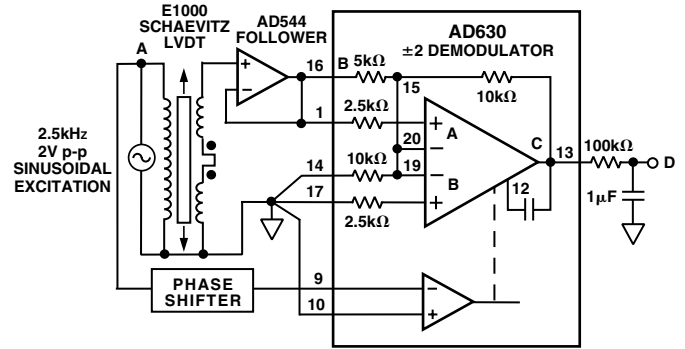 E1000
SCHAEVITZ
LVDT
A
AD544
FOLLOWER
AD630
±2 DEMODULATOR
16
B
5kΩ
15
10kΩ
1
2.5kΩ
+
−
+
A
−
20
C
13
100kΩ
D
2.5kHz
2V p-p
SINUSOIDAL
EXCITATION
14
10kΩ
19
−
B
12
1µF
17
+
2.5kΩ
PHASE
SHIFTER
9
−
10
+